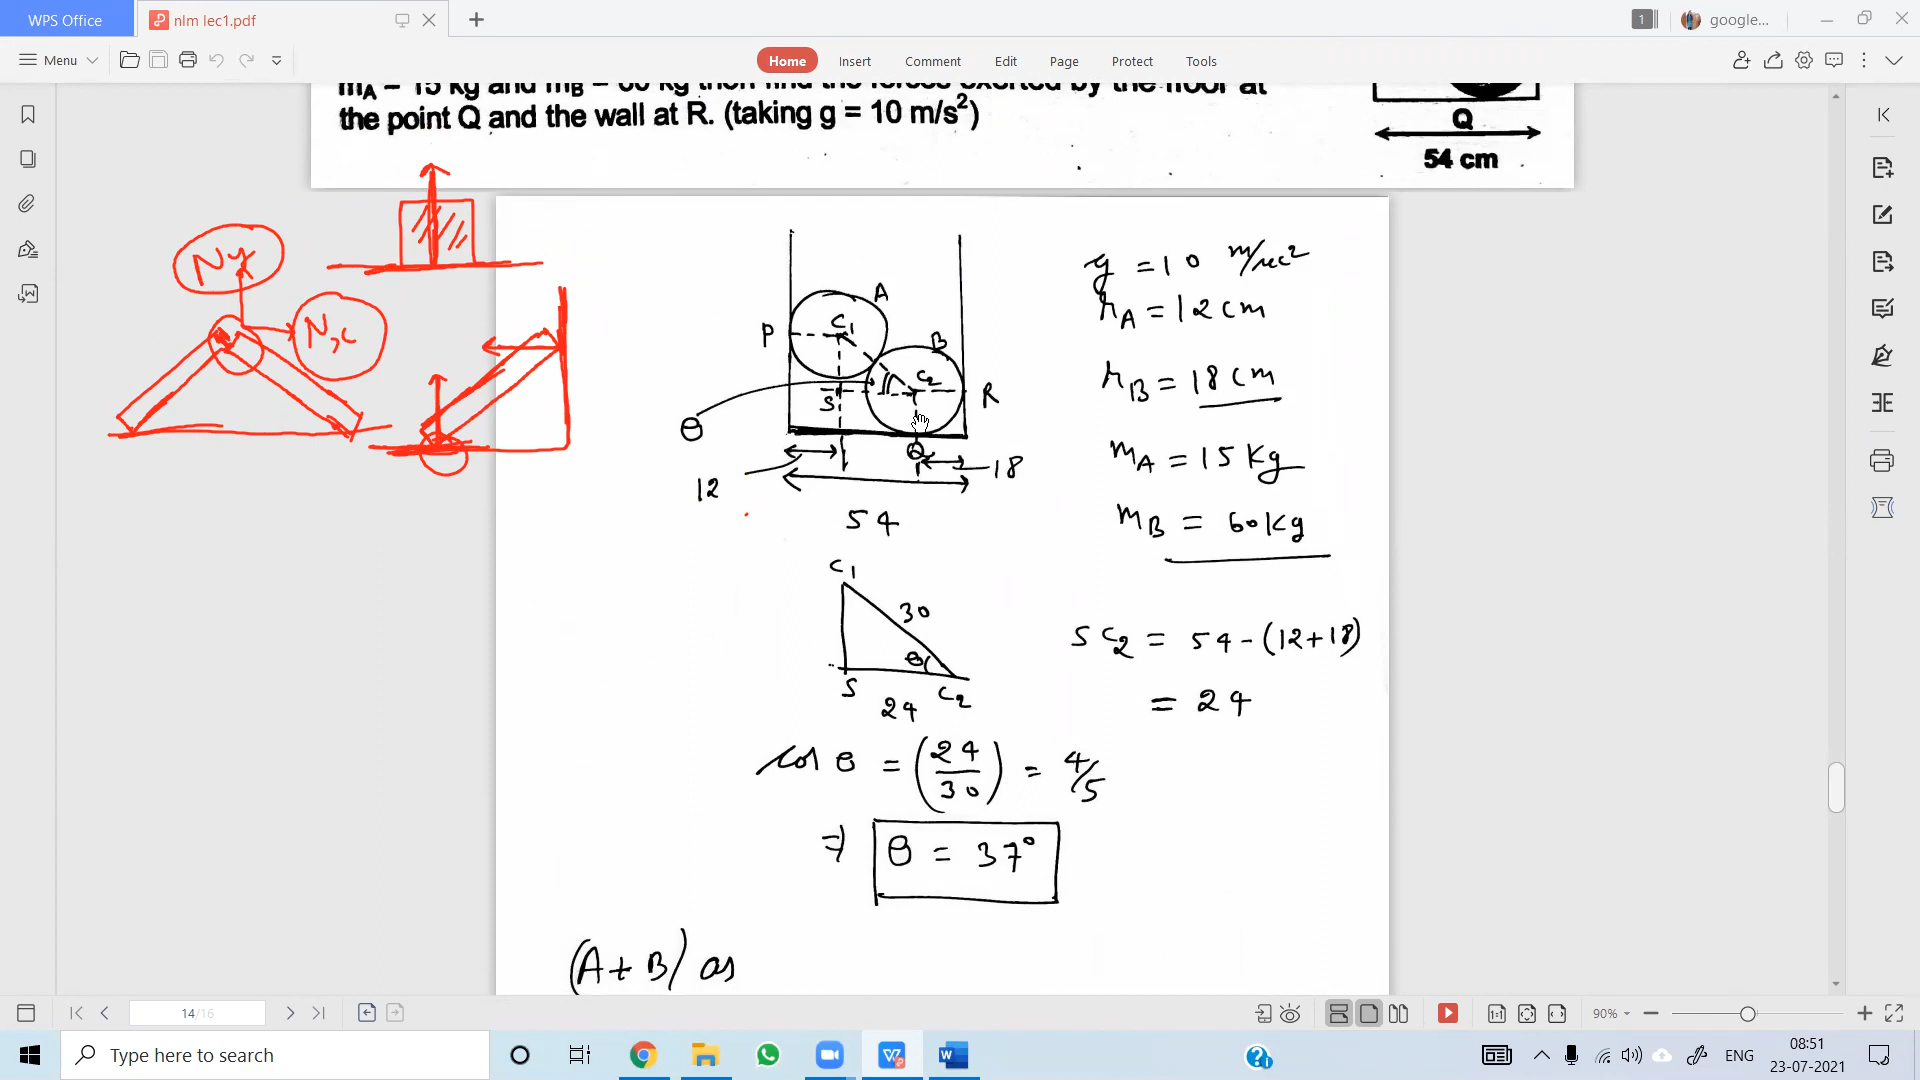 WPS Office
nlm lec1.pdf
1
google...
Menu
Home
Insert
Comment
Edit
Page
Protect
Tools
the point Q and the wall at R. (taking g = 10 m/s²)
Q
54 cm
A
C₁
P
B
C₂
S
R
θ
Q
12
18
54
g = 10 m/sec²
rA = 12 cm
rB = 18 cm
mA = 15 Kg
mB = 60 Kg
C₁
30
θ
S
C₂
24
SC₂ = 54 - (12+18)
= 24
cos θ = (24/30) = 4/5
⇒ θ = 37°
(A + B) as
14/16
90%
Type here to search
ENG
08:51
23-07-2021